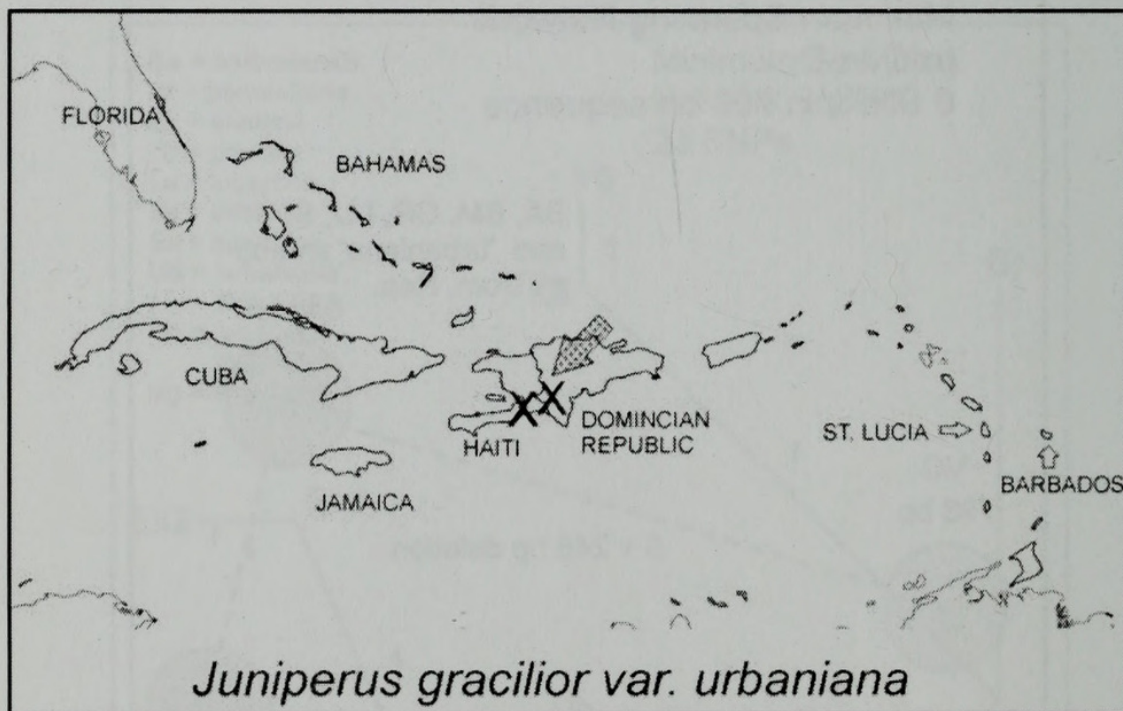 FLORIDA
BAHAMAS
CUBA
HAITI
DOMINCIAN
REPUBLIC
JAMAICA
ST. LUCIA
BARBADOS
Juniperus gracilior var. urbaniana